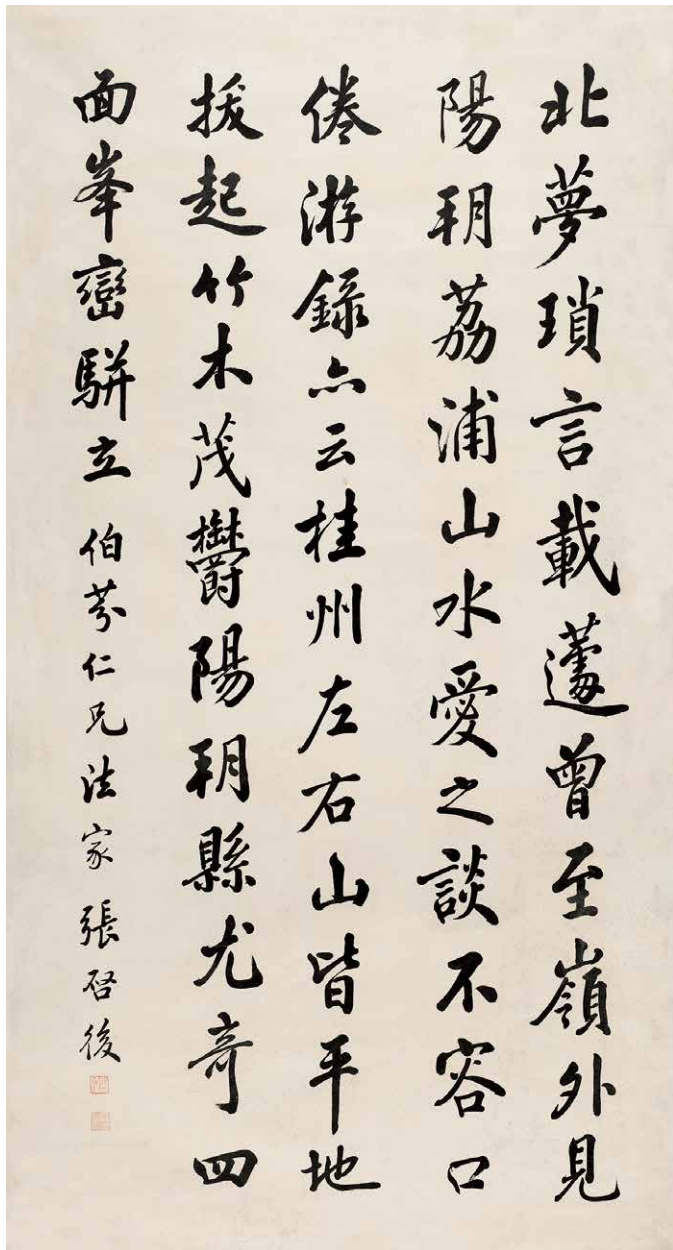 北夢瑣言載蘧曾至嶺外見
陽朔荔浦山水愛之談不容口
倦游錄亦云桂州左右山皆平地
拔起竹木茂鬱陽朔縣尤奇四
面峯巒駢立 伯芬仁兄法家 張啓後